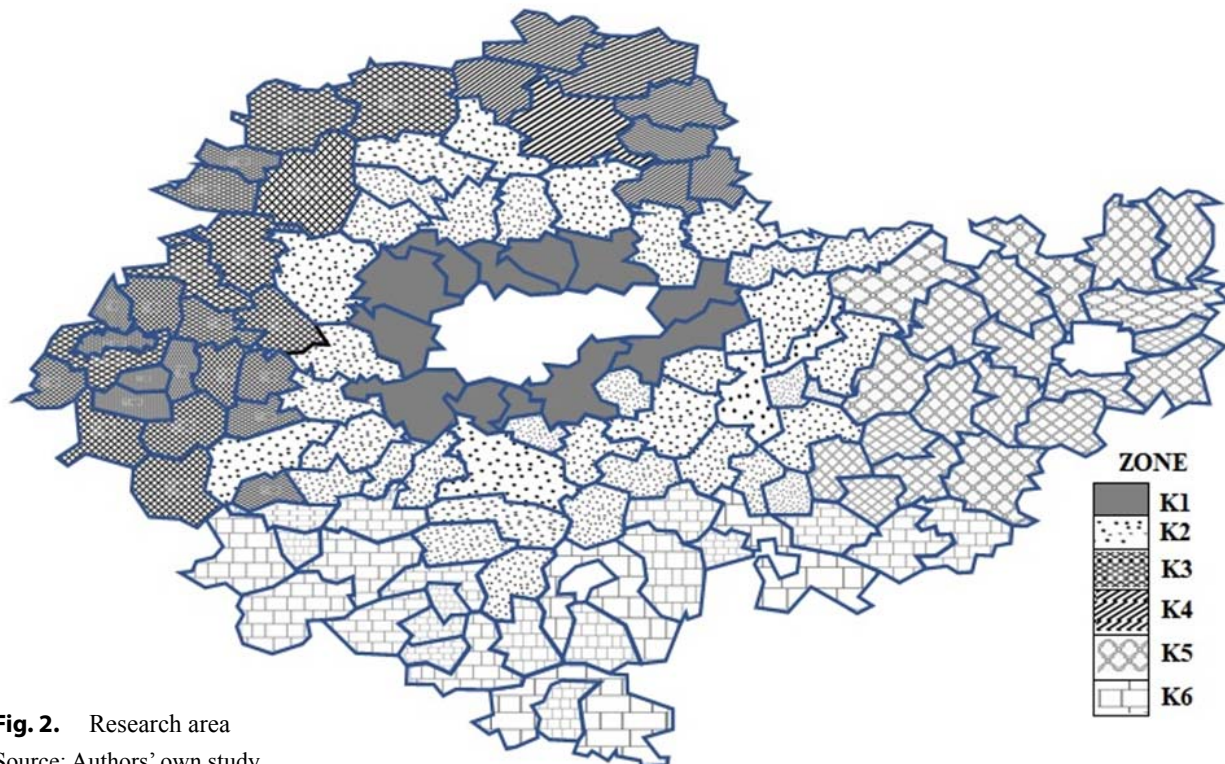 ZONE
K1
K2
K3
K4
K5
K6
Fig. 2. Research area
Source: Authors' own study